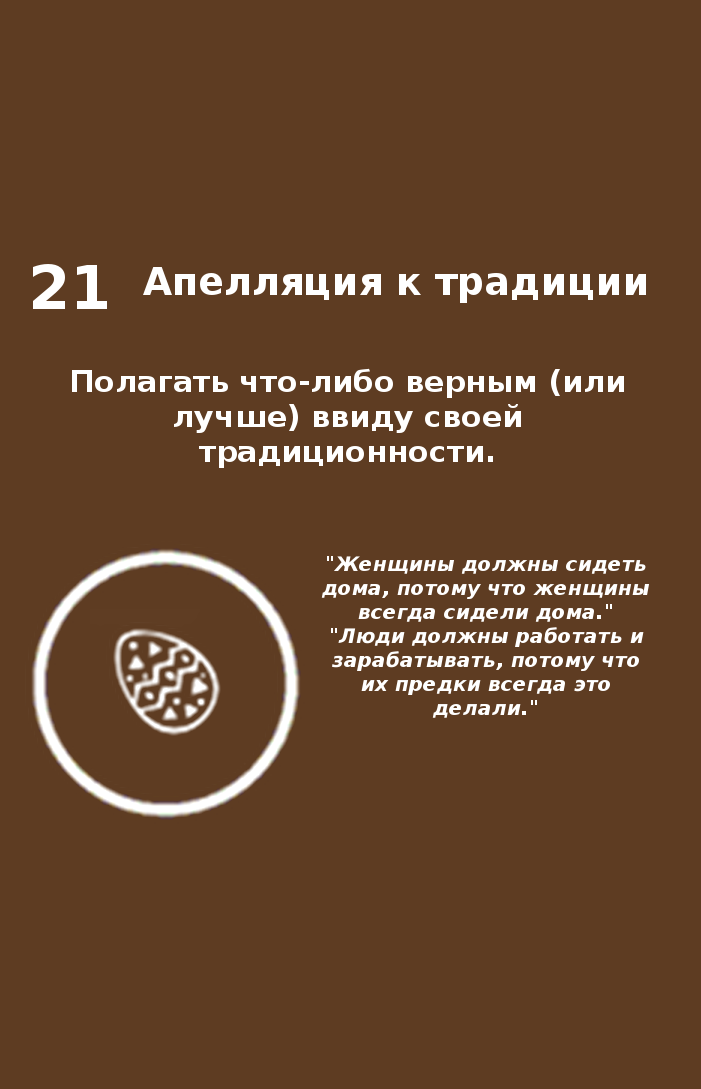 21 Апелляция к традиции
Полагать что-либо верным (или
лучше) ввиду своей
традиционности.
"Женщины должны сидеть
дома, потому что женщины
всегда сидели дома."
"Люди должны работать и
зарабатывать, потому что
их предки всегда это
делали."